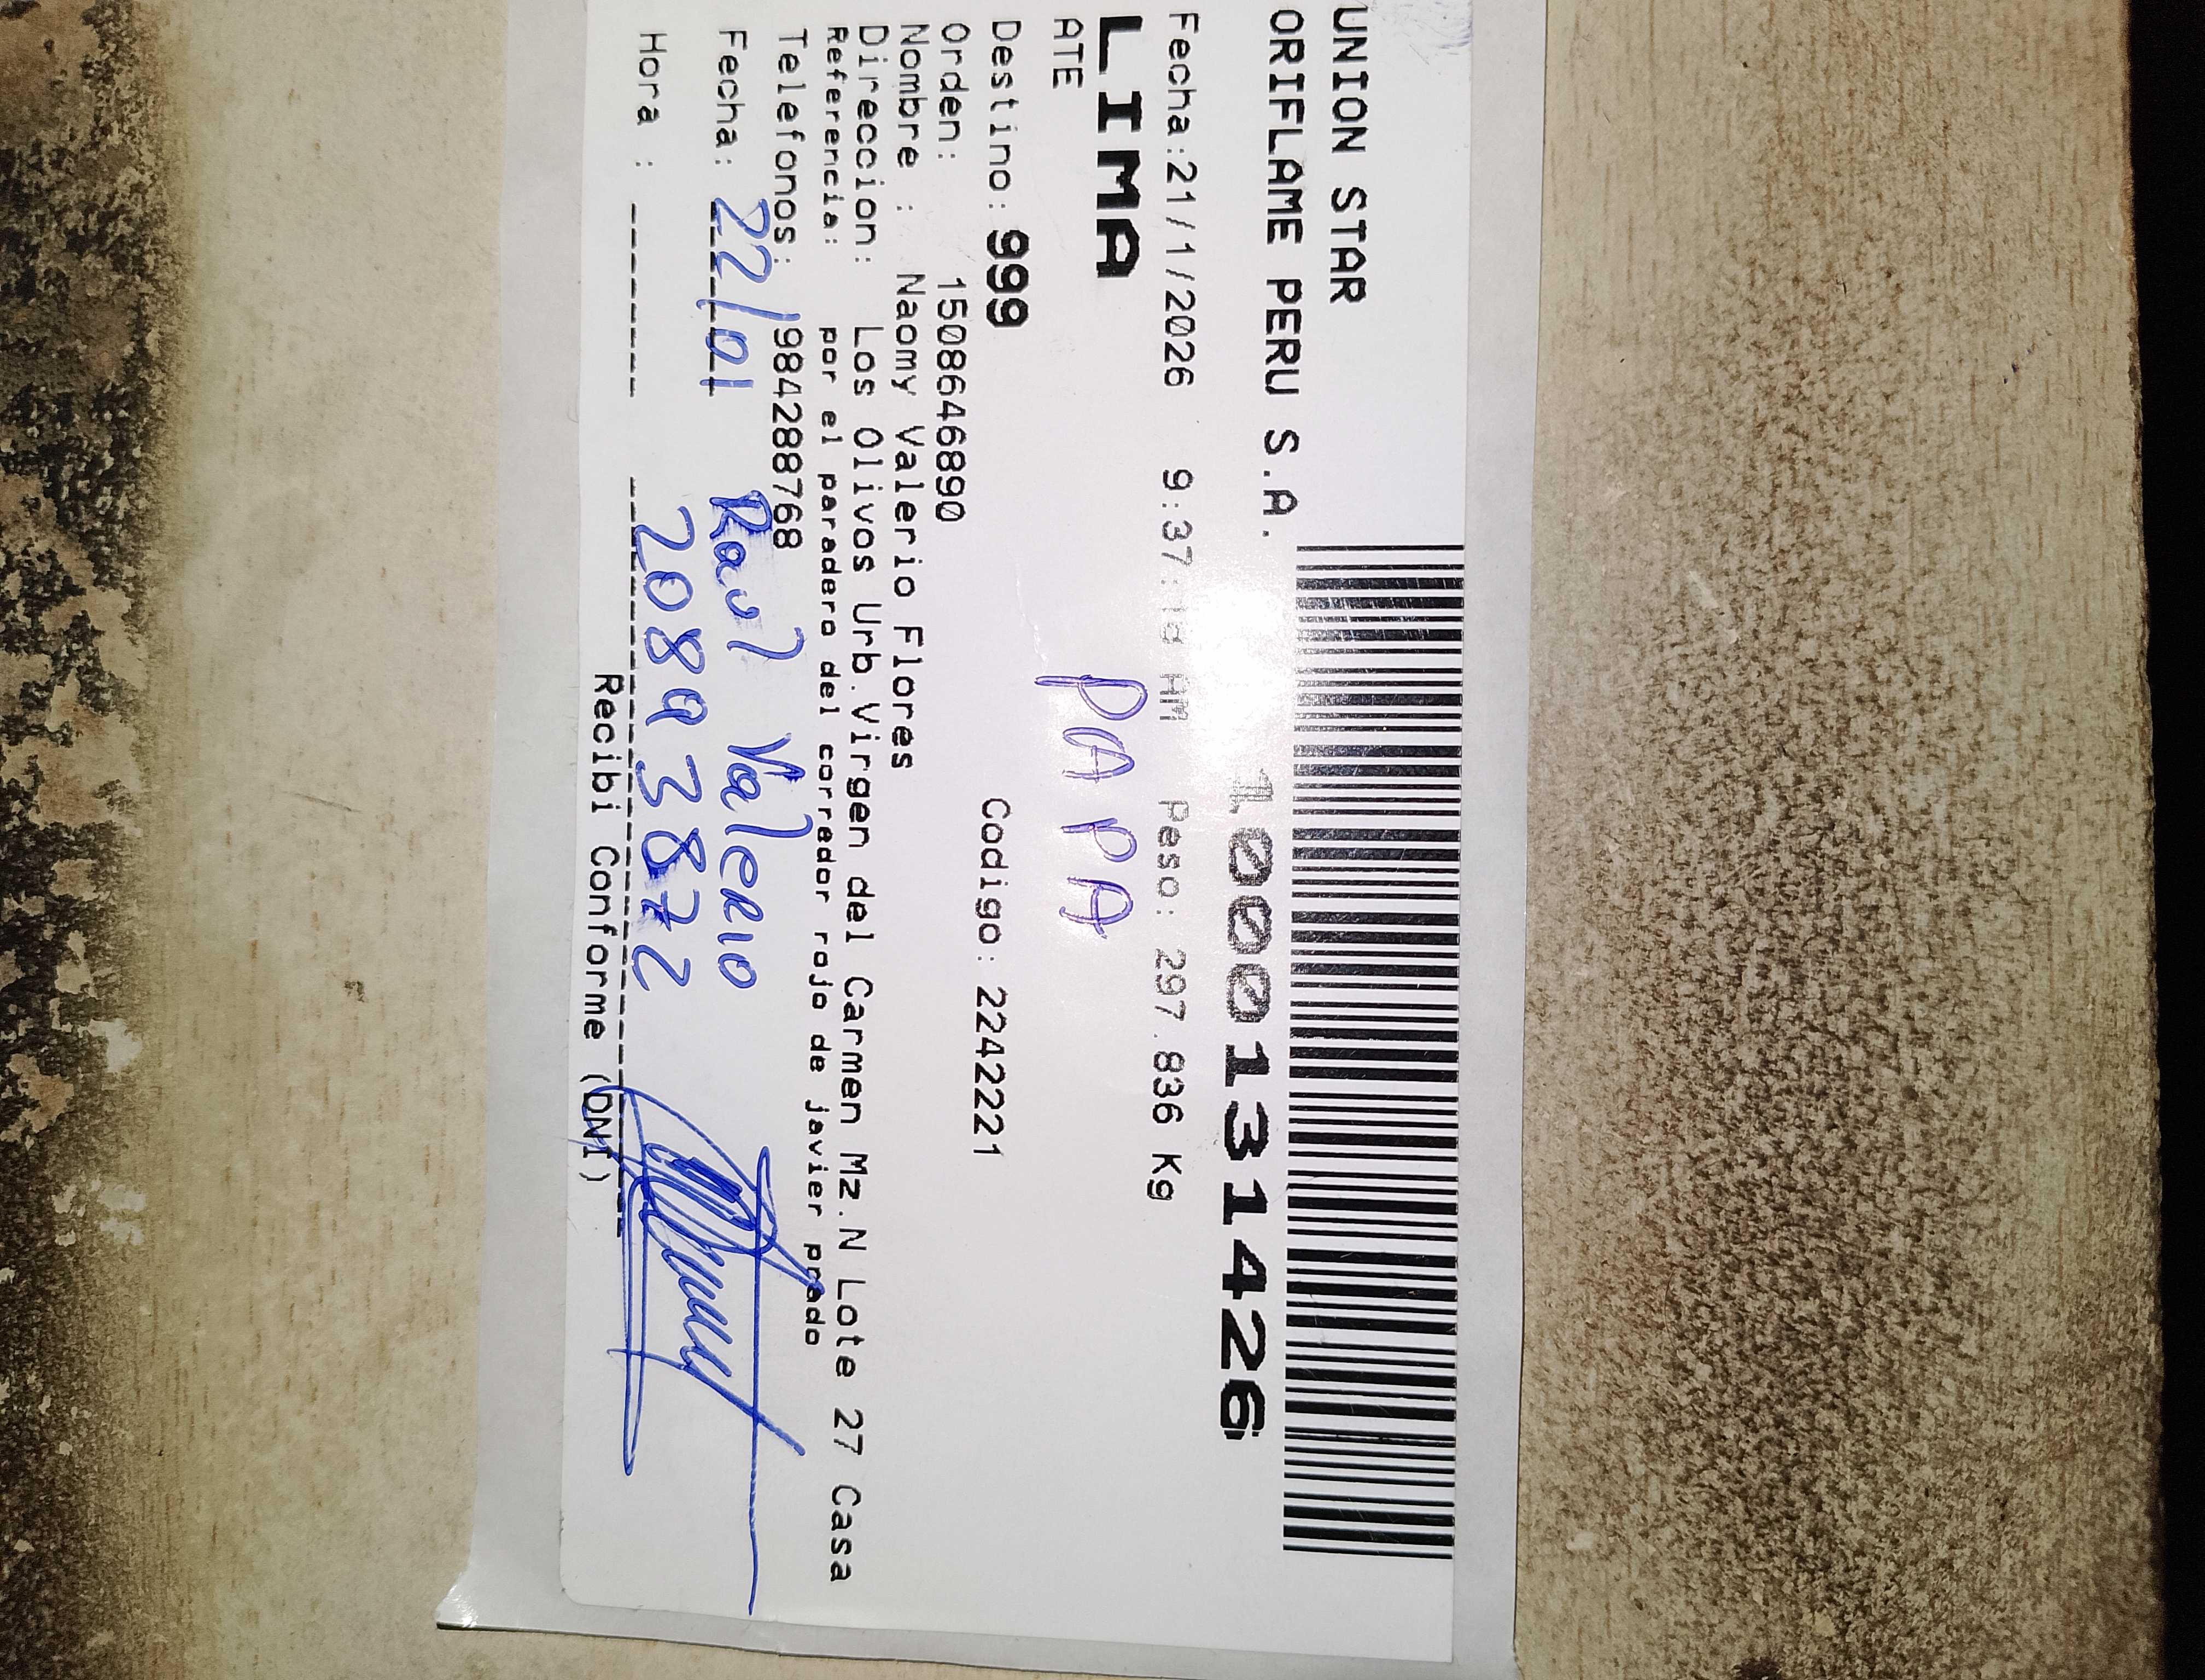 UNION STAR
ORIFLAME PERU S.A.
1000131426
Fecha:21/1/2026 9:37: AM Peso: 297.836 Kg
LIMA
PAPA
ATE
Destino: 999 Codigo: 2242221
Orden: 1508646890
Nombre : Naomy Valerio Flores
Direccion: Los Olivos Urb.Virgen del Carmen Mz.N Lote 27 Casa
Referencia: por el paradero del corredor rojo de javier prado
Telefonos: 984288768
Fecha: 22/01 Raul Valerio
Hora : 20893872
Recibi Conforme (DNI)